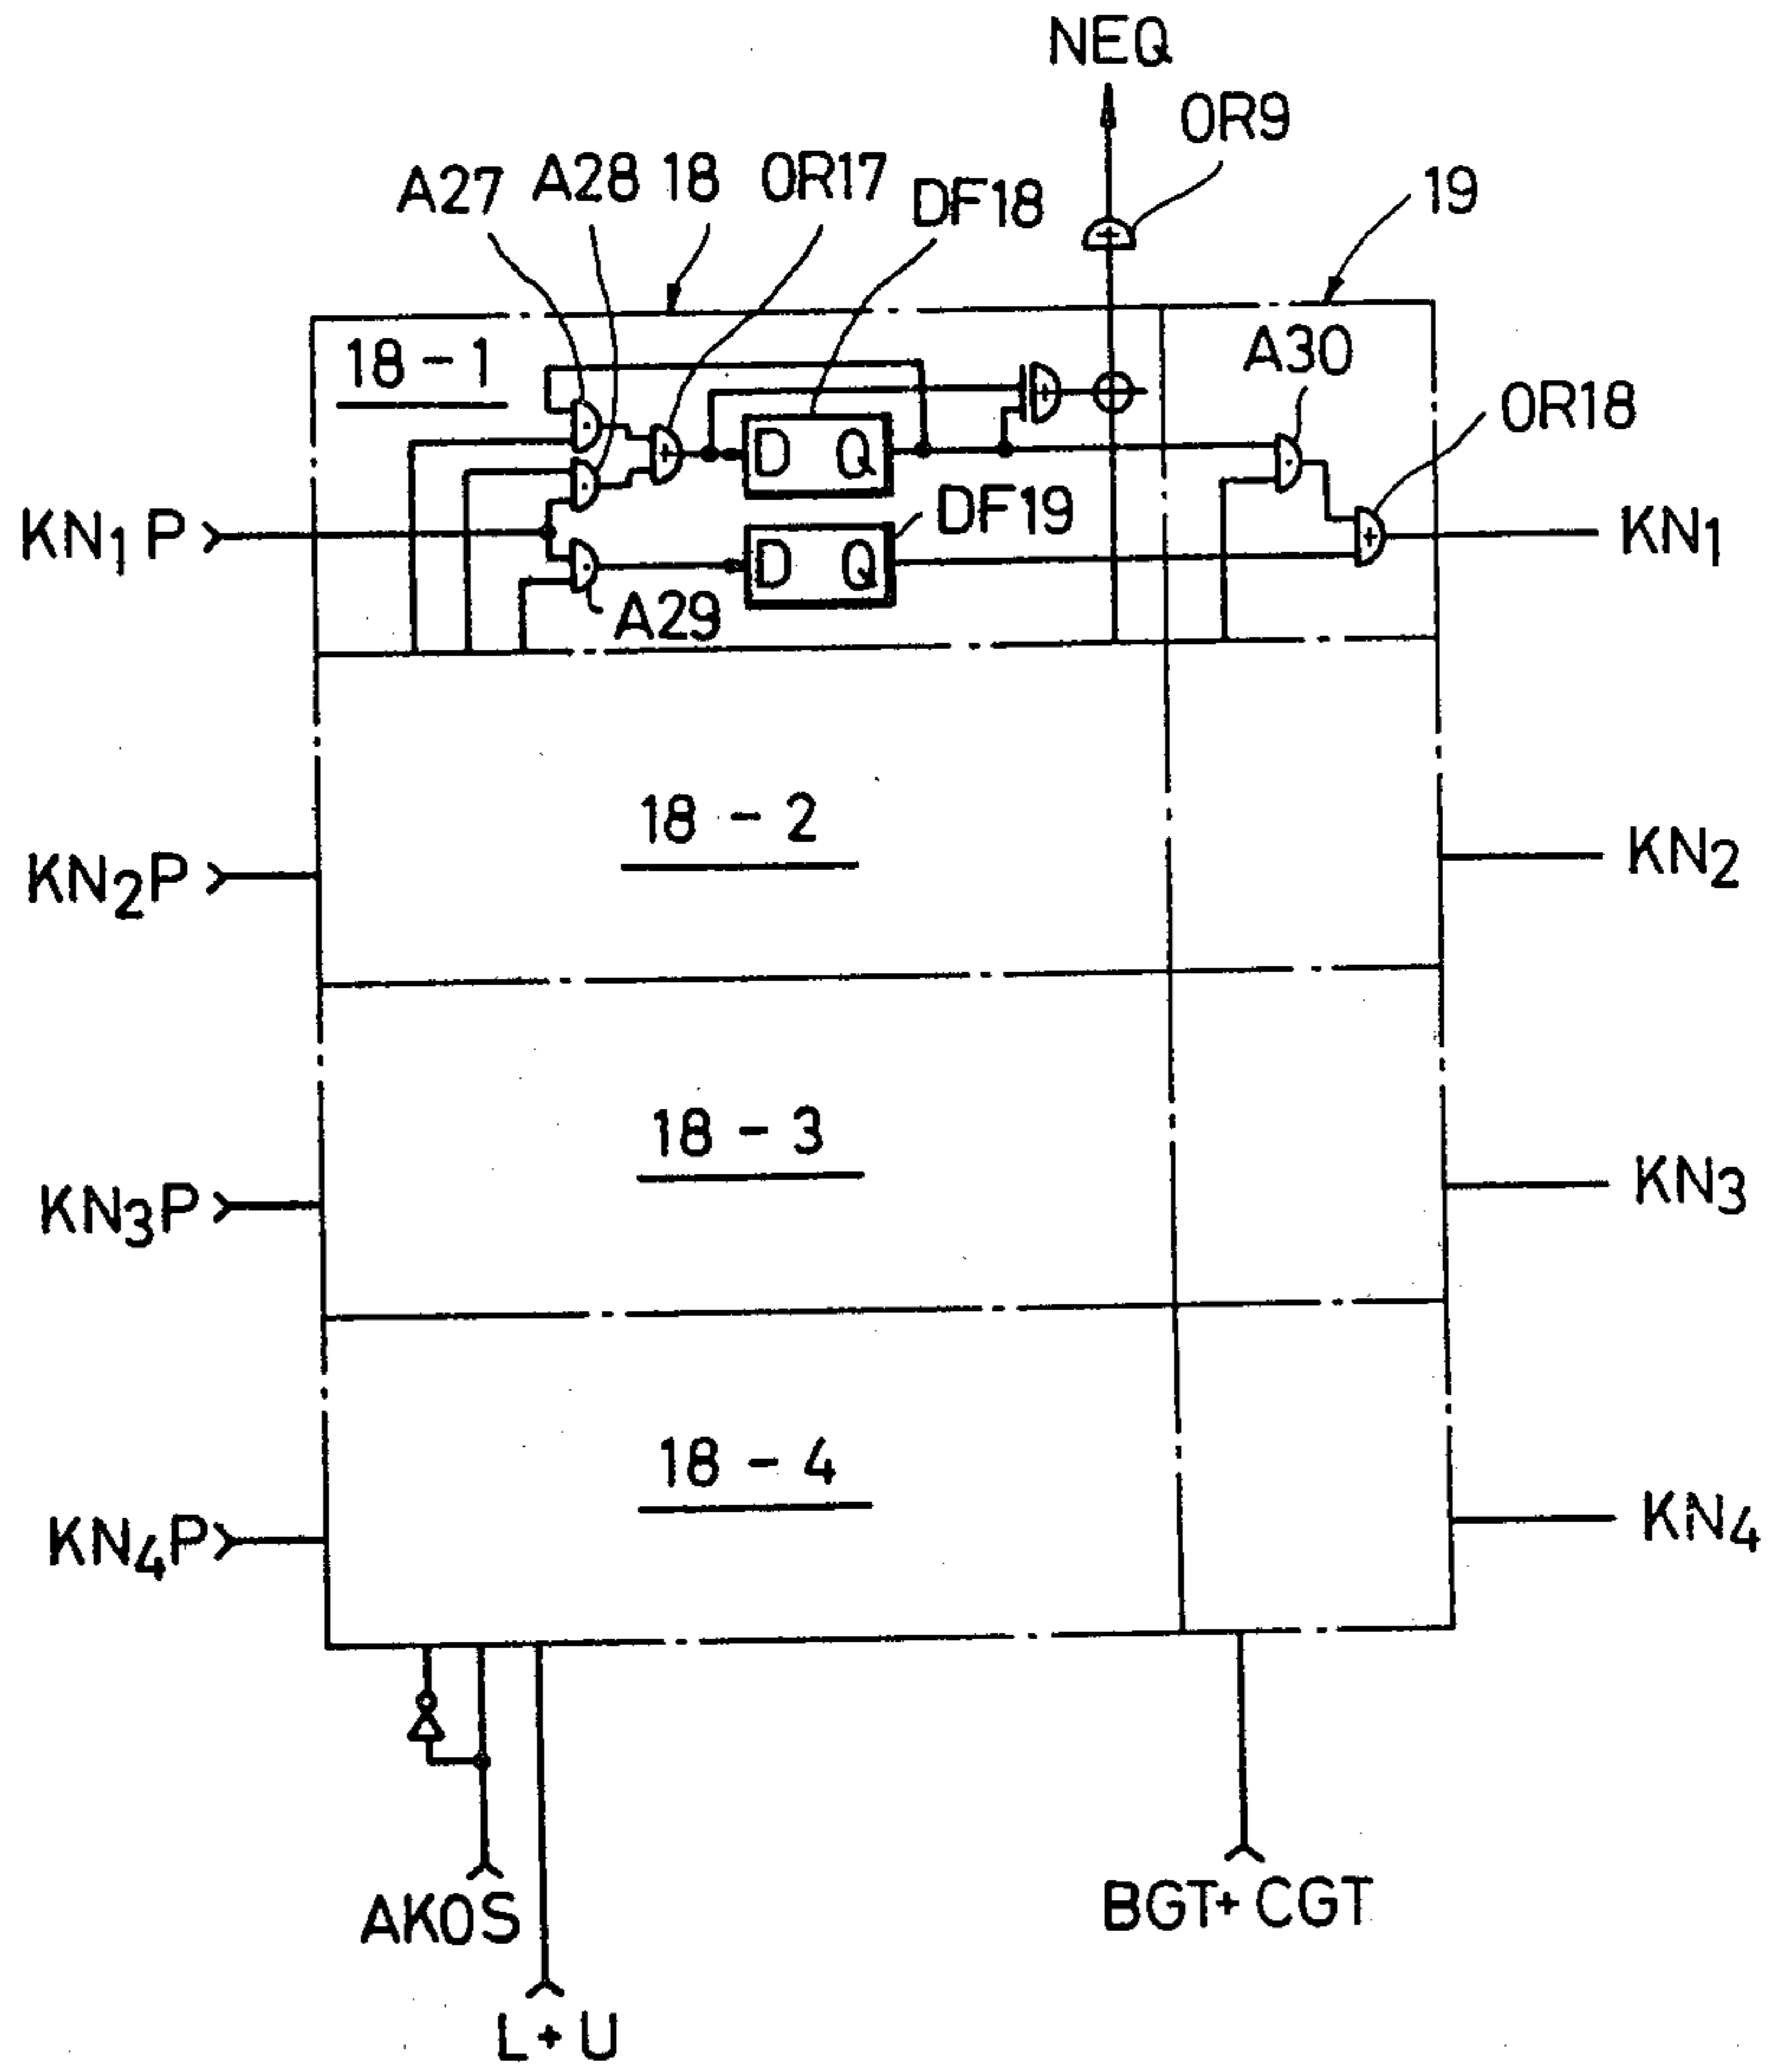 NEQ
OR9
A27 A28 18 OR17 DF18
19
18-1
A30
OR18
D Q
DF19
KN1P
D Q
KN1
A29
18-2
KN2P
KN2
18-3
KN3P
KN3
18-4
KN4P
KN4
AKOS
BGT+CGT
L+U